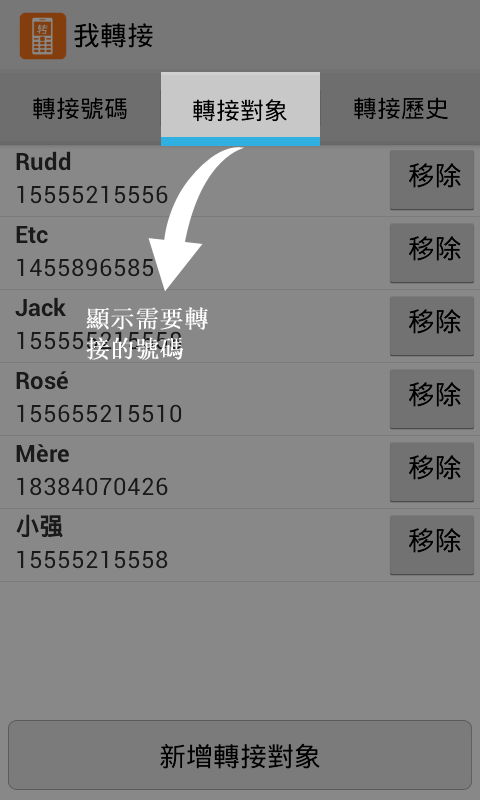 转
我轉接
轉接號碼
轉接對象
轉接歷史
Rudd
15555215556
移除
Etc
1455896585
移除
Jack
移除
顯示需要轉
接的號碼
Rosé
155655215510
移除
Mère
18384070426
移除
小强
15555215558
移除
新增轉接對象